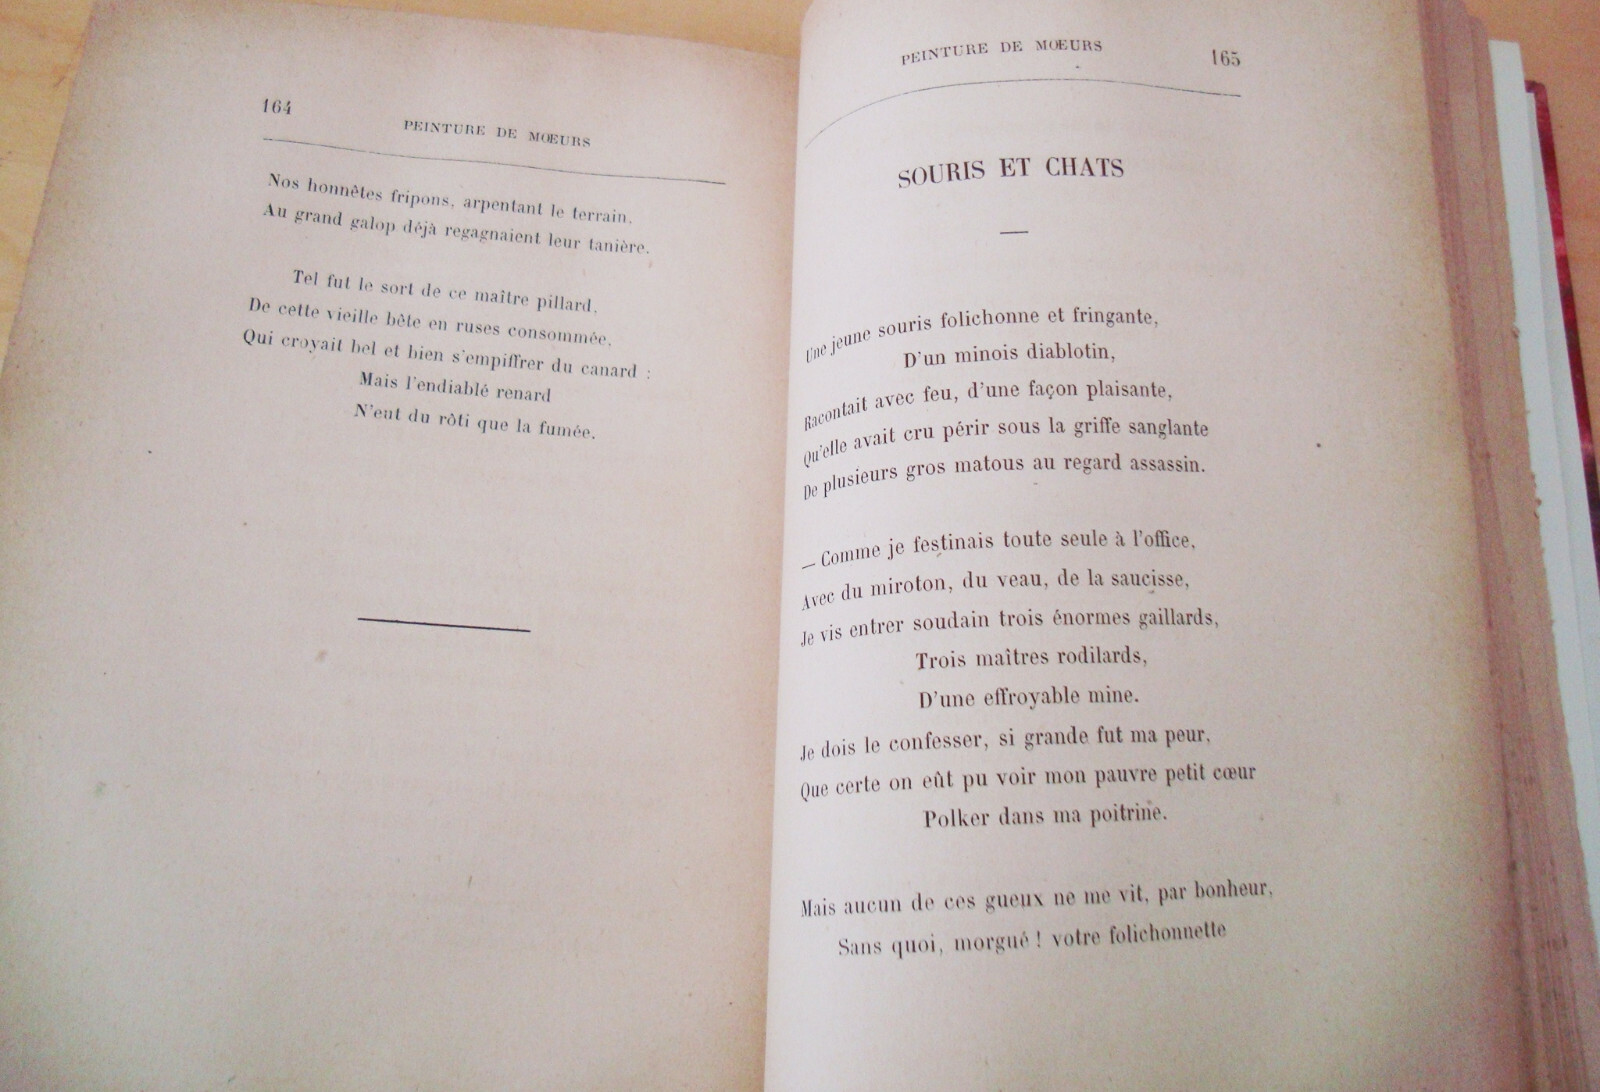 164
PEINTURE DE MŒURS
Nos honnêtes fripons, arpentant le terrain,
Au grand galop déjà regagnaient leur tanière.
Tel fut le sort de ce maître pillard,
De cette vieille bête en ruses consommée,
Qui croyait bel et bien s'empiffrer du canard :
Mais l'endiablé renard
N'eut du rôti que la fumée.
PEINTURE DE MŒURS
165
SOURIS ET CHATS
Une jeune souris folichonne et fringante,
D'un minois diablotin,
Racontait avec feu, d'une façon plaisante,
Qu'elle avait cru périr sous la griffe sanglante
De plusieurs gros matous au regard assassin.
— Comme je festinais toute seule à l'office,
Avec du miroton, du veau, de la saucisse,
Je vis entrer soudain trois énormes gaillards,
Trois maîtres rodilards,
D'une effroyable mine.
Je dois le confesser, si grande fut ma peur,
Que certe on eût pu voir mon pauvre petit cœur
Polker dans ma poitrine.
Mais aucun de ces gueux ne me vit, par bonheur,
Sans quoi, morgué ! votre folichonnette